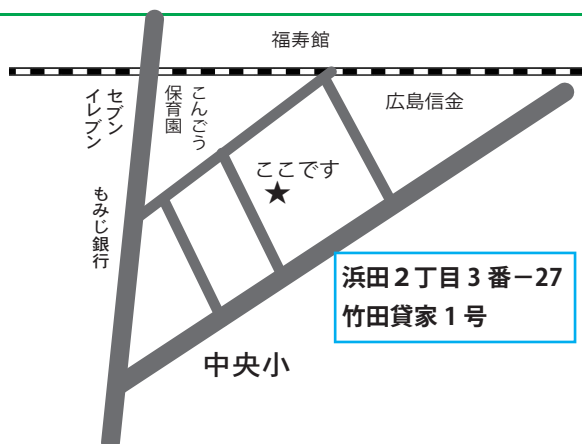 福寿館
セブン
イレブン
こんごう
保育園
広島信金
ここです
★
もみじ銀行
浜田２丁目 3 番－27
竹田貸家 1 号
中央小